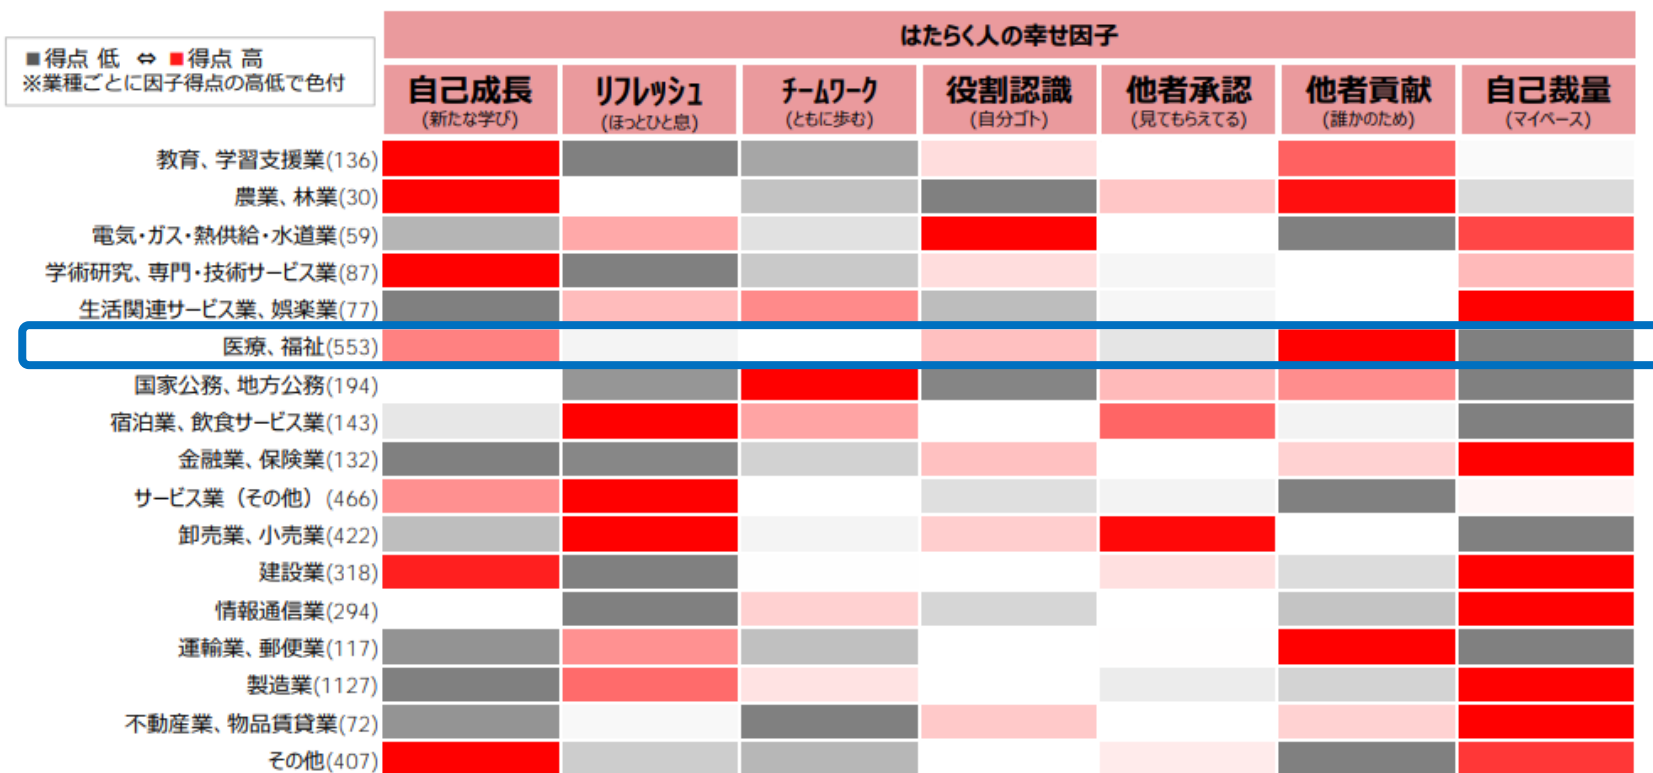 はたらく人の幸せ因子
■得点 低 ⇔ ■得点 高
※業種ごとに因子得点の高低で色付
自己成長 リフレッシュ チームワーク 役割認識 他者承認 他者貢献 自己裁量
(新たな学び) (ほっとひと息) (ともに歩む) (自分ゴト) (見てもらえてる) (誰かのため) (マイペース)
教育、学習支援業(136)
農業、林業(30)
電気・ガス・熱供給・水道業(59)
学術研究、専門・技術サービス業(87)
生活関連サービス業、娯楽業(77)
医療、福祉(553)
国家公務、地方公務(194)
宿泊業、飲食サービス業(143)
金融業、保険業(132)
サービス業（その他）(466)
卸売業、小売業(422)
建設業(318)
情報通信業(294)
運輸業、郵便業(117)
製造業(1127)
不動産業、物品賃貸業(72)
その他(407)